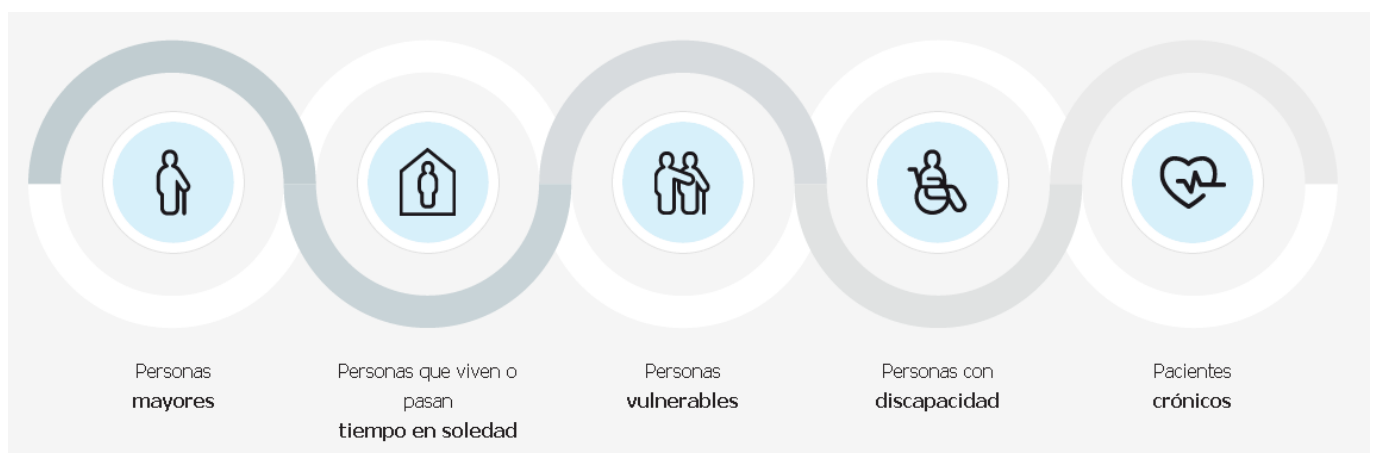 Personas
mayores
Personas que viven o
pasan
tiempo en soledad
Personas
vulnerables
Personas con
discapacidad
Pacientes
crónicos